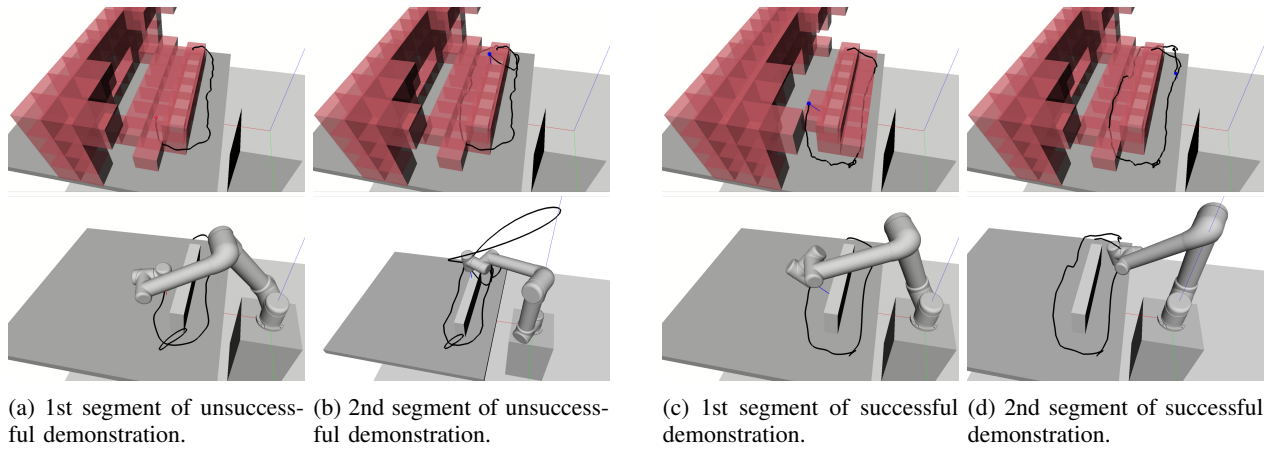 (a) 1st segment of unsuccess-
ful demonstration.
(b) 2nd segment of unsuccess-
ful demonstration.
(c) 1st segment of successful
demonstration.
(d) 2nd segment of successful
demonstration.